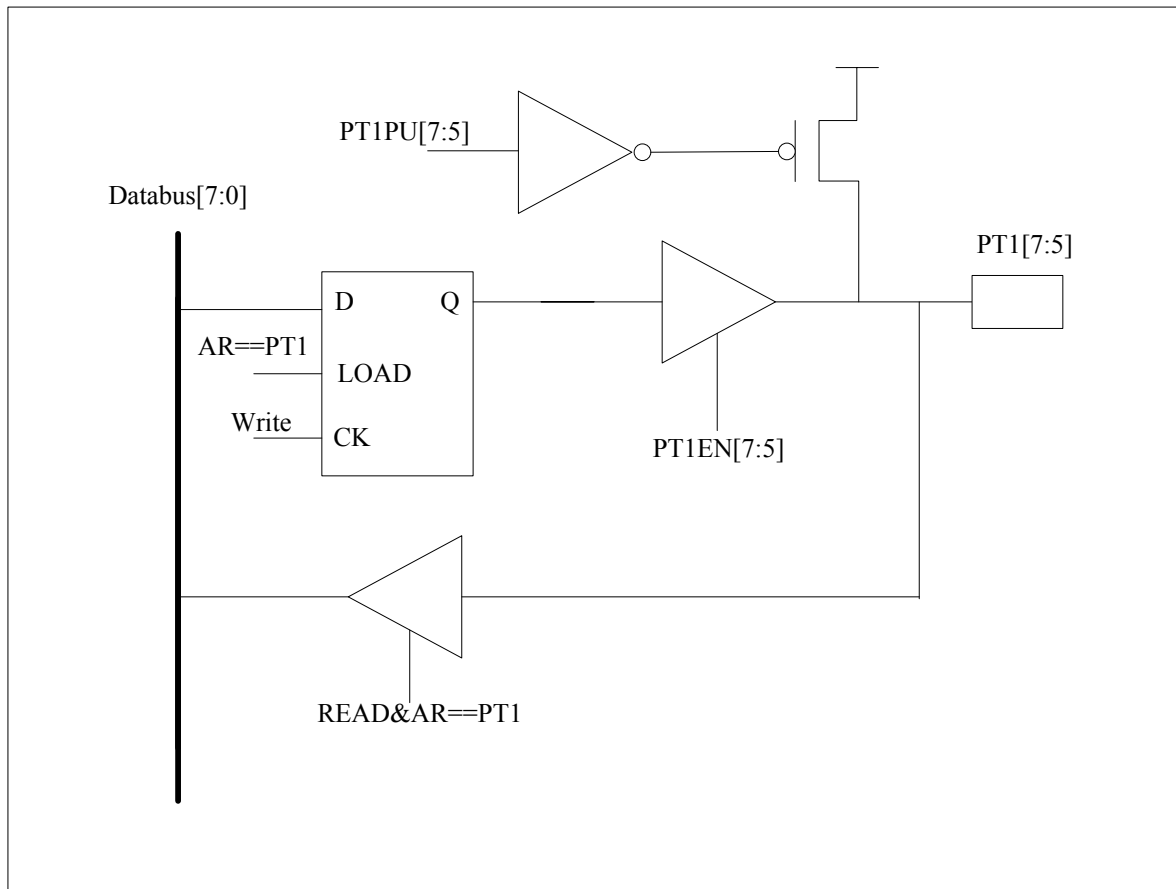 PT1PU[7:5]
Databus[7:0]
PT1[7:5]
D
Q
AR==PT1
LOAD
Write
CK
PT1EN[7:5]
READ&AR==PT1